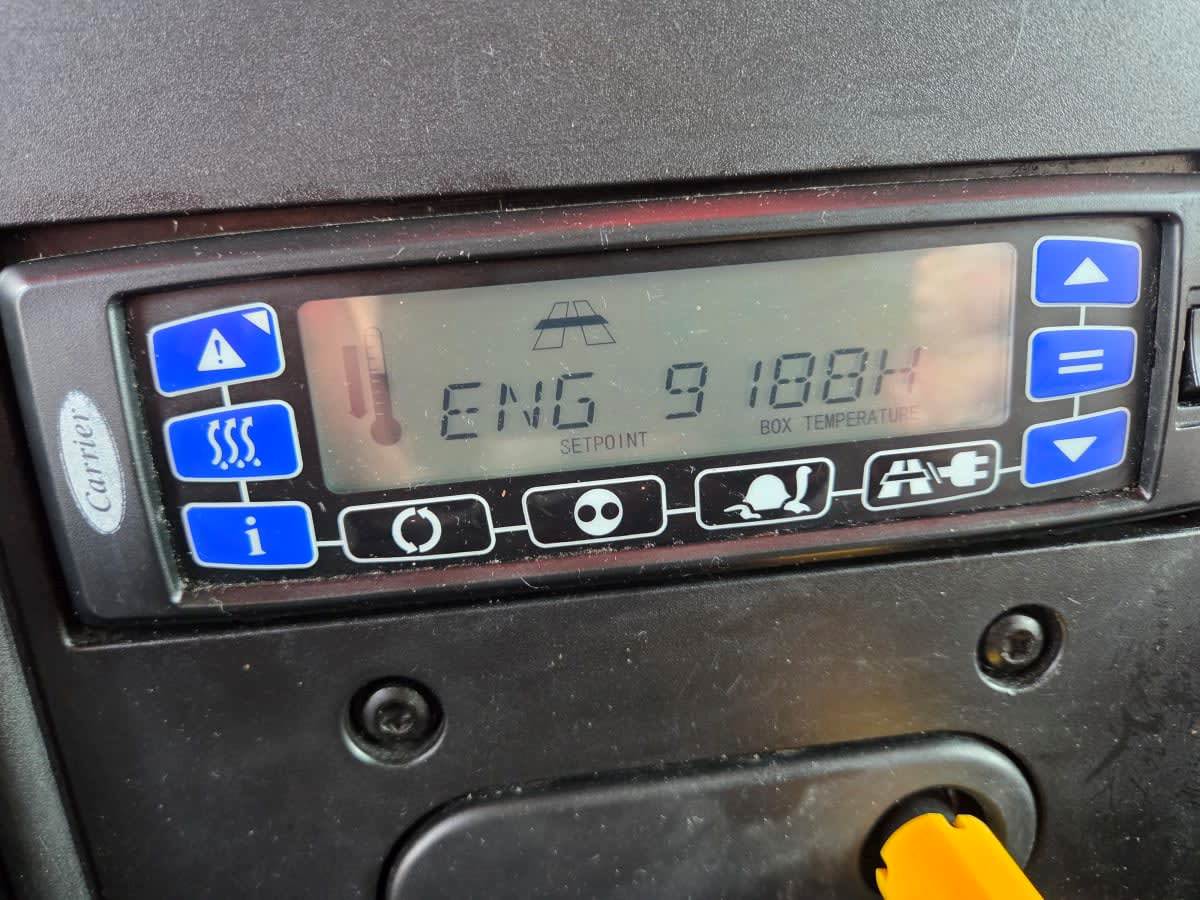 ENG 9188H
SETPOINT
BOX TEMPERATURE
Carrier
i